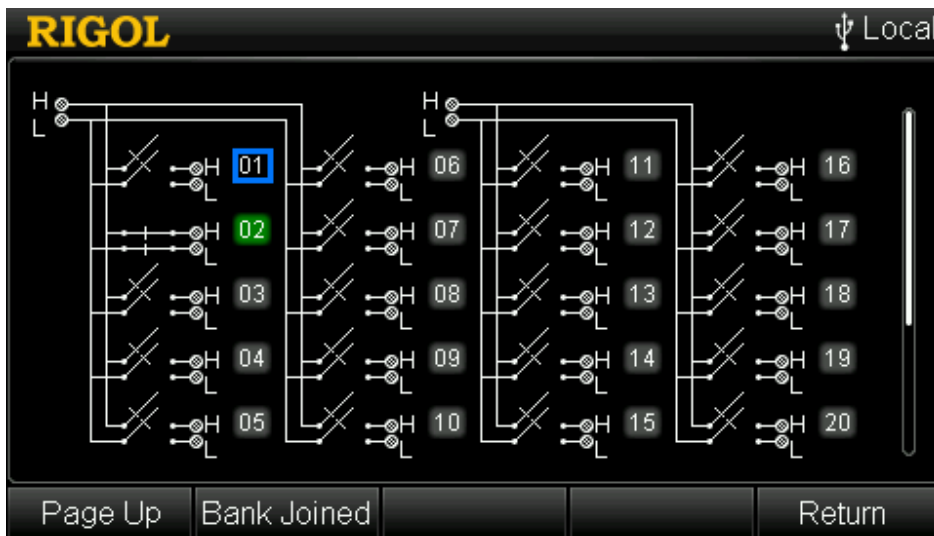 RIGOL Local
H H
L L
H 01 H 06 H 11 H 16
L L L L
H 02 H 07 H 12 H 17
L L L L
H 03 H 08 H 13 H 18
L L L L
H 04 H 09 H 14 H 19
L L L L
H 05 H 10 H 15 H 20
L L L L
Page Up Bank Joined Return